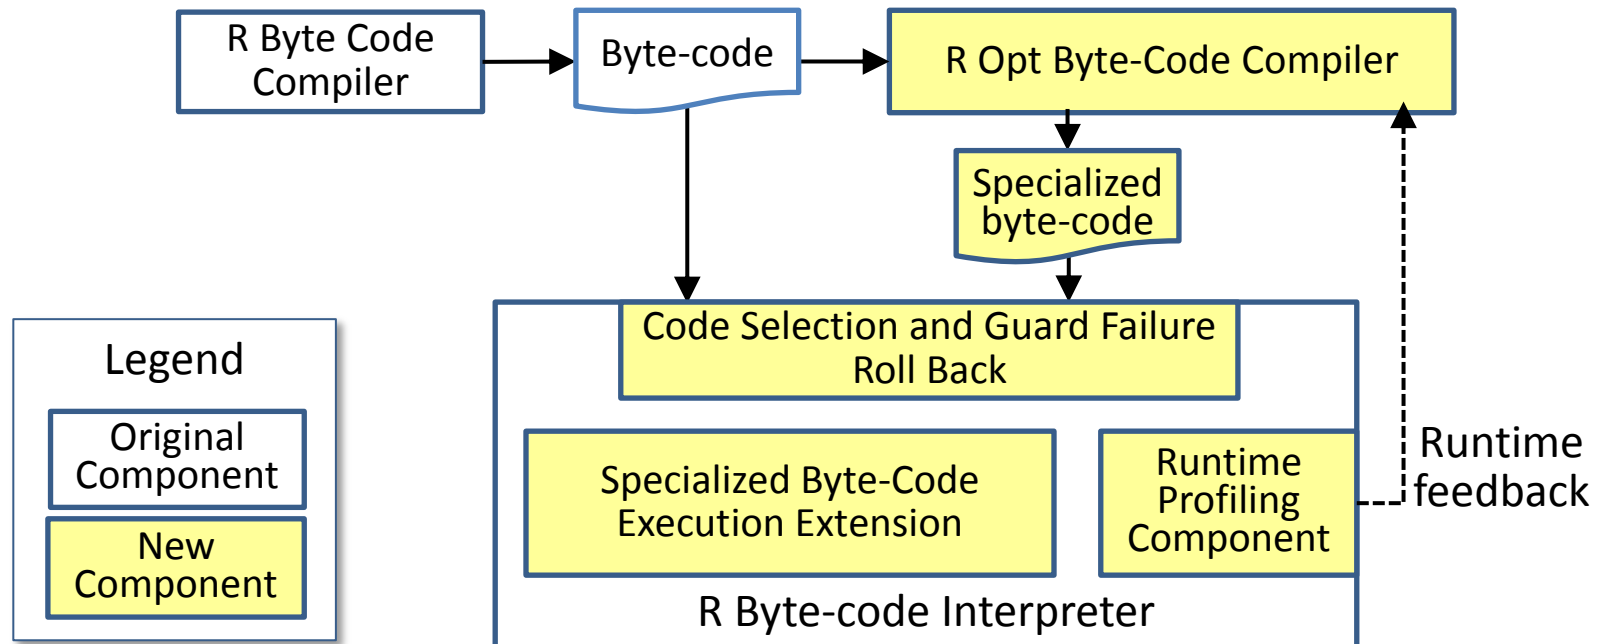 R Byte Code
Compiler
Byte-code
R Opt Byte-Code Compiler
Specialized
byte-code
Code Selection and Guard Failure
Roll Back
Specialized Byte-Code
Execution Extension
Runtime
Profiling
Component
R Byte-code Interpreter
Runtime
feedback
Legend
Original
Component
New
Component